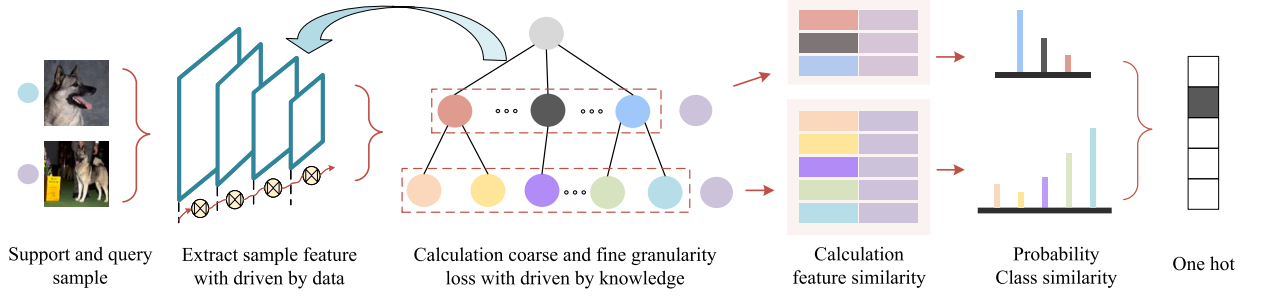 Support and query
sample
Extract sample feature
with driven by data
Calculation coarse and fine granularity
loss with driven by knowledge
Calculation
feature similarity
Probability
Class similarity
One hot